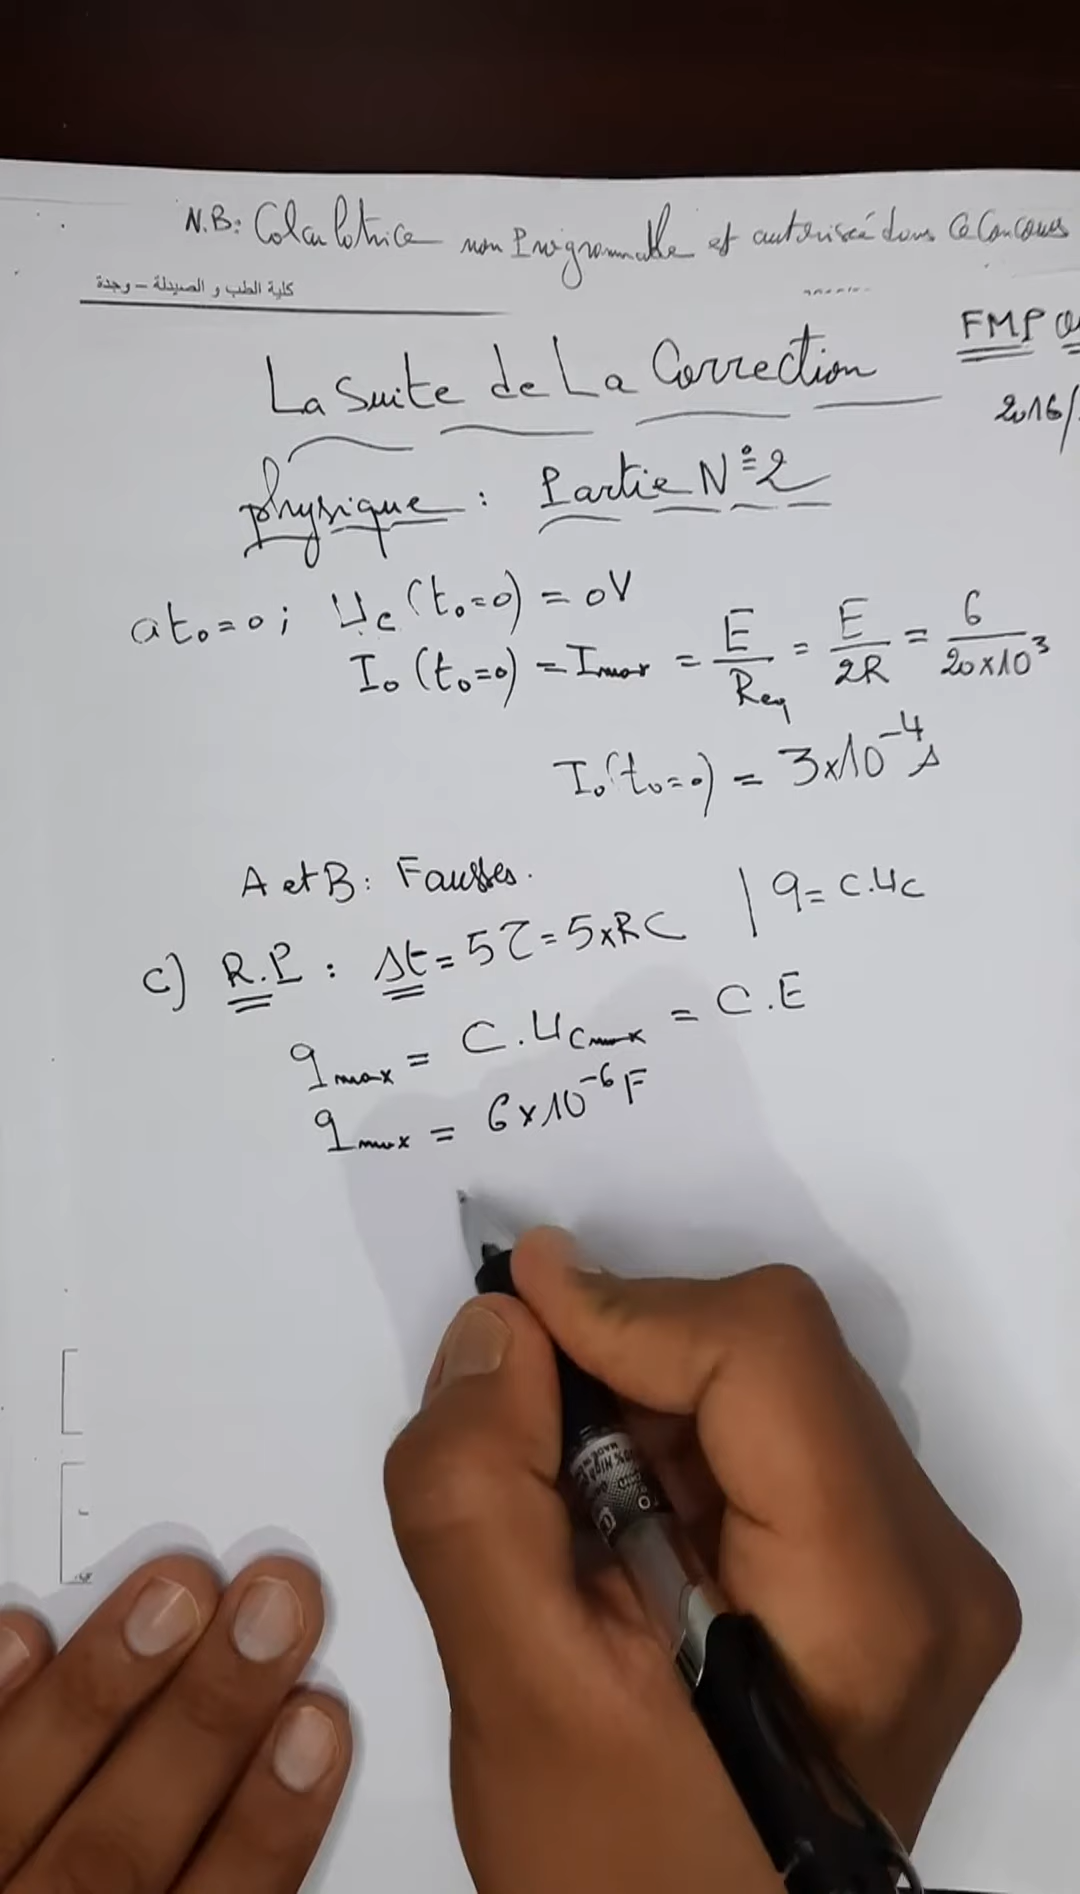 N.B: Calculatrice non Programmable et autorisée dans ce Concours
كلية الطب و الصيدلة – وجدة
FMP
La Suite de La Correction
2016/
Physique : Partie N°2
at₀=0 ; Uc (t₀=0) = 0V
I₀ (t₀=0) = Imax = E/Req = E/2R = 6/20×10³
I₀(t₀=0) = 3×10⁻⁴A
A et B : Fausses.
| q = C.Uc
C) R.P : Δt = 5τ = 5×RC
qmax = C.Ucmax = C.E
qmax = 6×10⁻⁶F